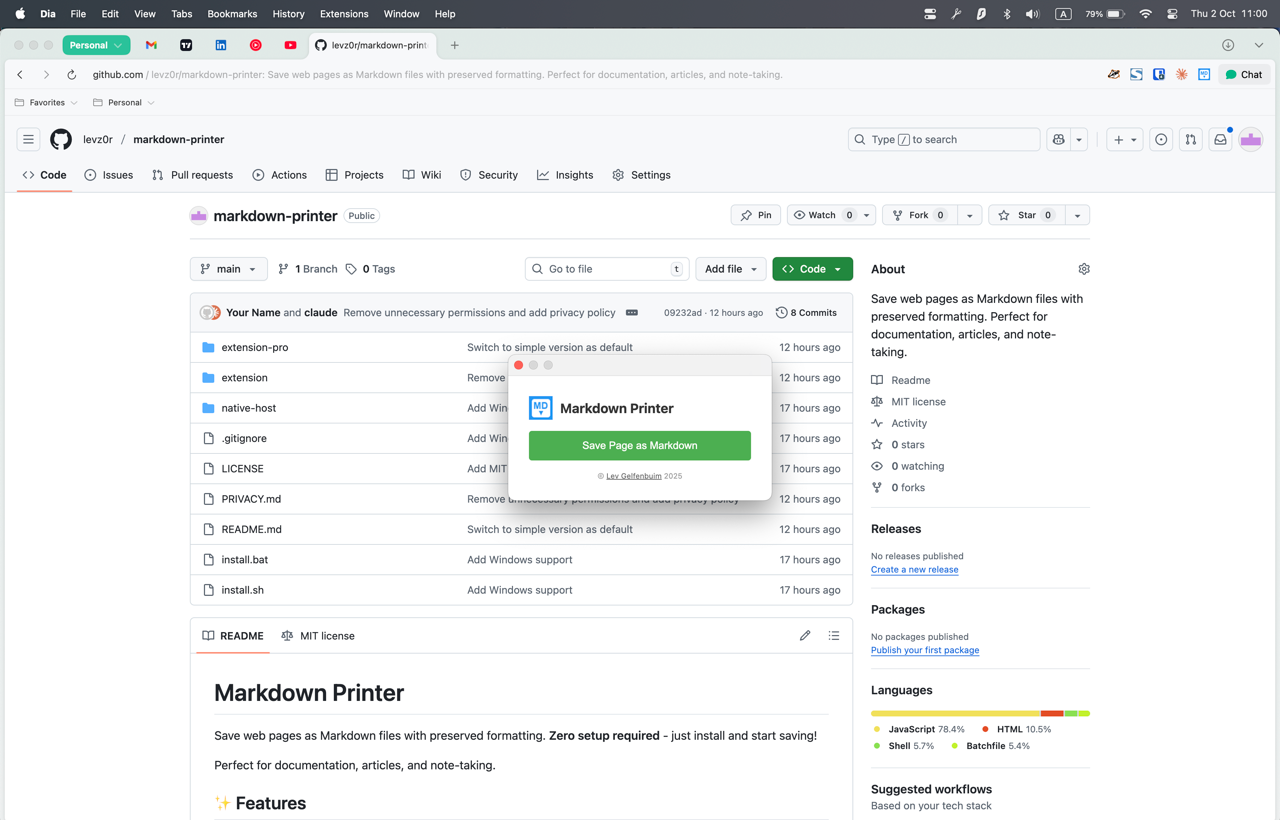 Dia File Edit View Tabs Bookmarks History Extensions Window Help A 79% Thu 2 Oct 11:00
Personal levz0r/markdown-print
github.com / levz0r/markdown-printer: Save web pages as Markdown files with preserved formatting. Perfect for documentation, articles, and note-taking. Chat
Favorites Personal
levz0r / markdown-printer Type / to search
Code Issues Pull requests Actions Projects Wiki Security Insights Settings
markdown-printer Public Pin Watch 0 Fork 0 Star 0
main 1 Branch 0 Tags Go to file t Add file Code
Your Name and claude Remove unnecessary permissions and add privacy policy 09232ad · 12 hours ago 8 Commits
extension-pro Switch to simple version as default 12 hours ago
extension Remove 12 hours ago
native-host Add Win 17 hours ago
.gitignore Add Win 17 hours ago
LICENSE Add MIT 17 hours ago
PRIVACY.md Remove unnecessary permissions and add privacy policy 12 hours ago
README.md Switch to simple version as default 12 hours ago
install.bat Add Windows support 17 hours ago
install.sh Add Windows support 17 hours ago
MD Markdown Printer
Save Page as Markdown
© Lev Gelfenbuim 2025
README MIT license
Markdown Printer
Save web pages as Markdown files with preserved formatting. Zero setup required - just install and start saving!
Perfect for documentation, articles, and note-taking.
✨ Features
About
Save web pages as Markdown files with
preserved formatting. Perfect for
documentation, articles, and note-
taking.
Readme
MIT license
Activity
0 stars
0 watching
0 forks
Releases
No releases published
Create a new release
Packages
No packages published
Publish your first package
Languages
JavaScript 78.4% HTML 10.5%
Shell 5.7% Batchfile 5.4%
Suggested workflows
Based on your tech stack